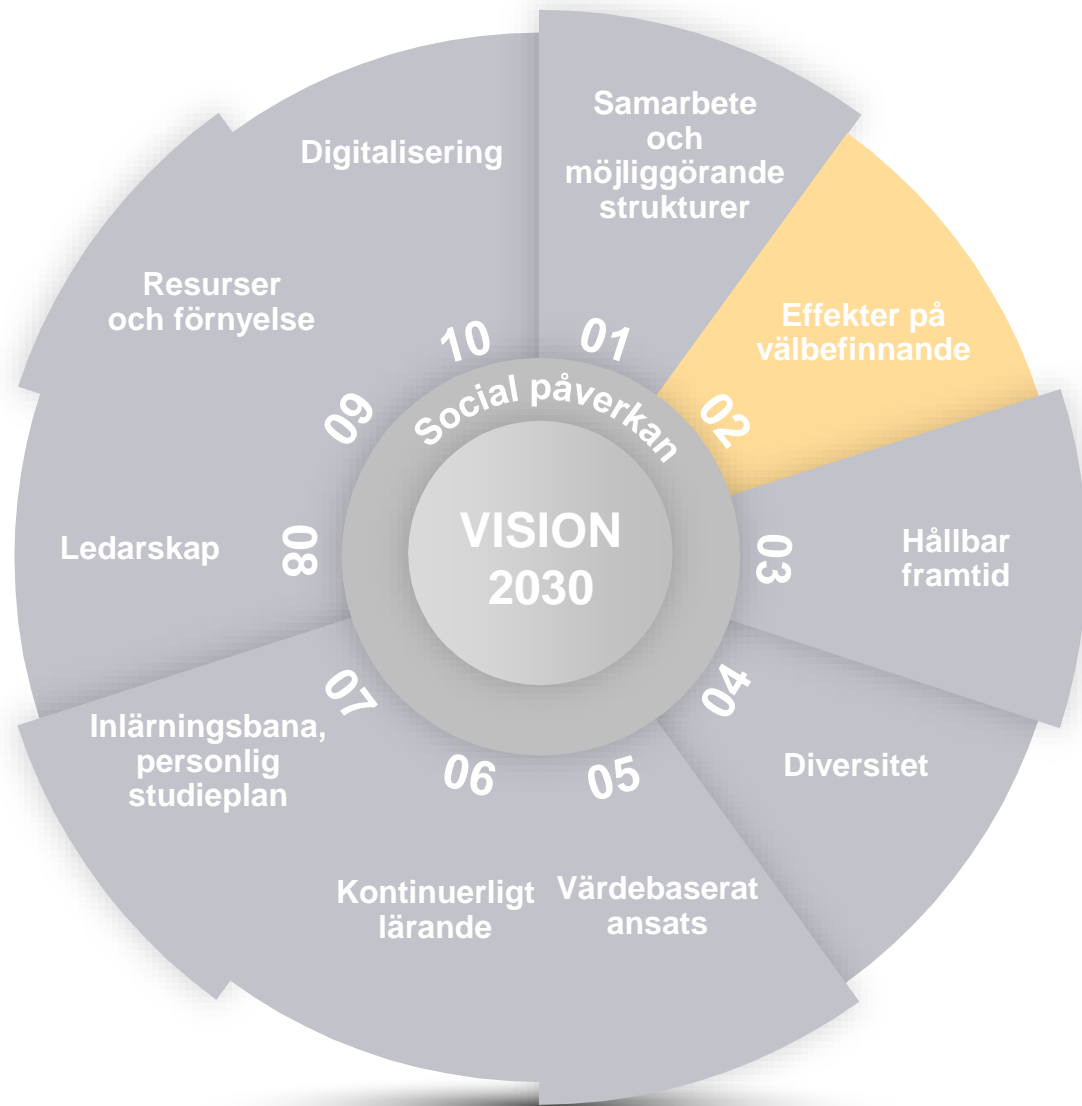 Samarbete
och
möjliggörande
strukturer
01
Effekter på
välbefinnande
02
Hållbar
framtid
03
Diversitet
04
Värdebaserat
ansats
05
Kontinuerligt
lärande
06
Inlärningsbana,
personlig
studieplan
07
Ledarskap
08
Resurser
och förnyelse
09
Digitalisering
10
Social påverkan
VISION
2030